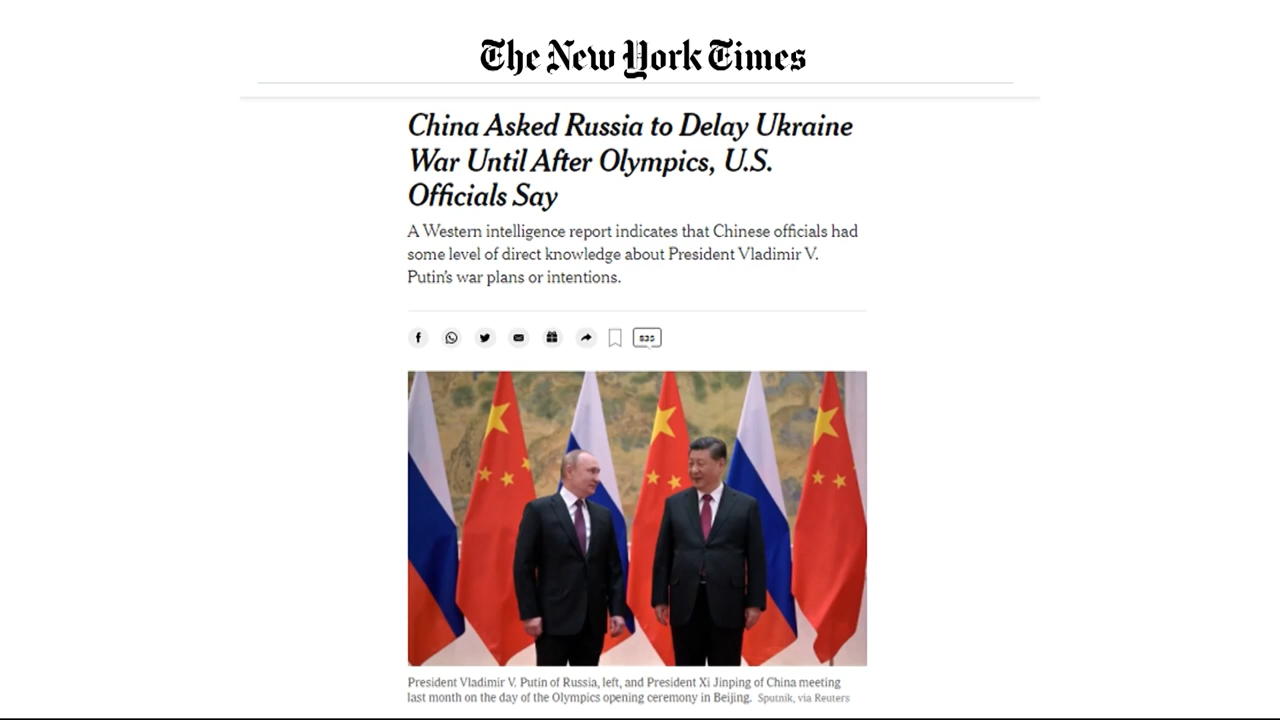 The New York Times
China Asked Russia to Delay Ukraine
War Until After Olympics, U.S.
Officials Say
A Western intelligence report indicates that Chinese officials had
some level of direct knowledge about President Vladimir V.
Putin's war plans or intentions.
535
President Vladimir V. Putin of Russia, left, and President Xi Jinping of China meeting
last month on the day of the Olympics opening ceremony in Beijing. Sputnik, via Reuters